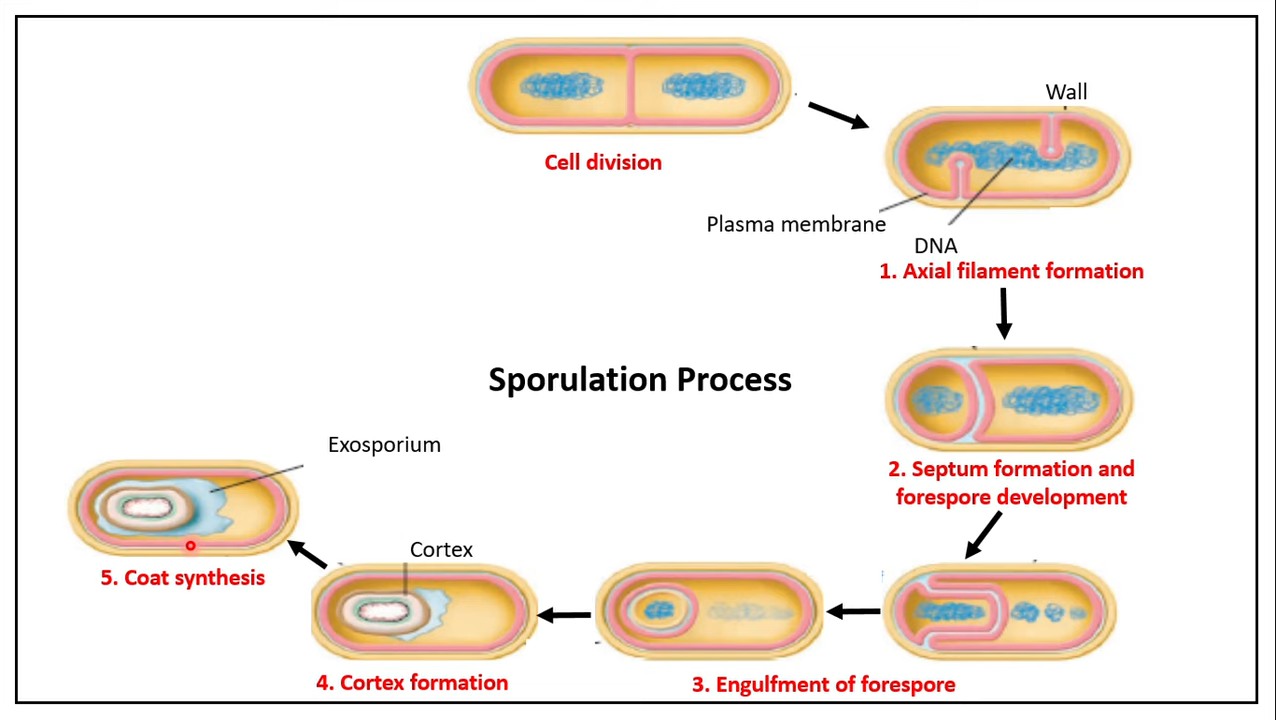 Cell division
Wall
Plasma membrane
DNA
1. Axial filament formation
Sporulation Process
2. Septum formation and
forespore development
Exosporium
5. Coat synthesis
Cortex
4. Cortex formation
3. Engulfment of forespore